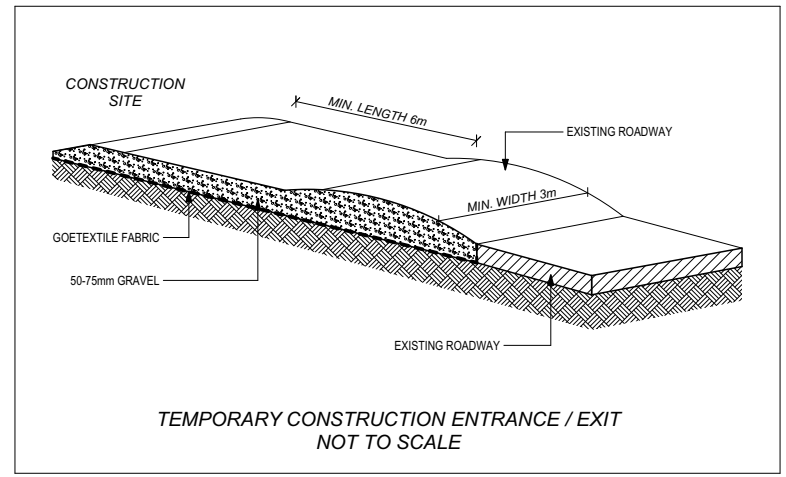 CONSTRUCTION
SITE
MIN. LENGTH 6m
EXISTING ROADWAY
MIN. WIDTH 3m
GOETEXTILE FABRIC
50-75mm GRAVEL
EXISTING ROADWAY
TEMPORARY CONSTRUCTION ENTRANCE / EXIT
NOT TO SCALE